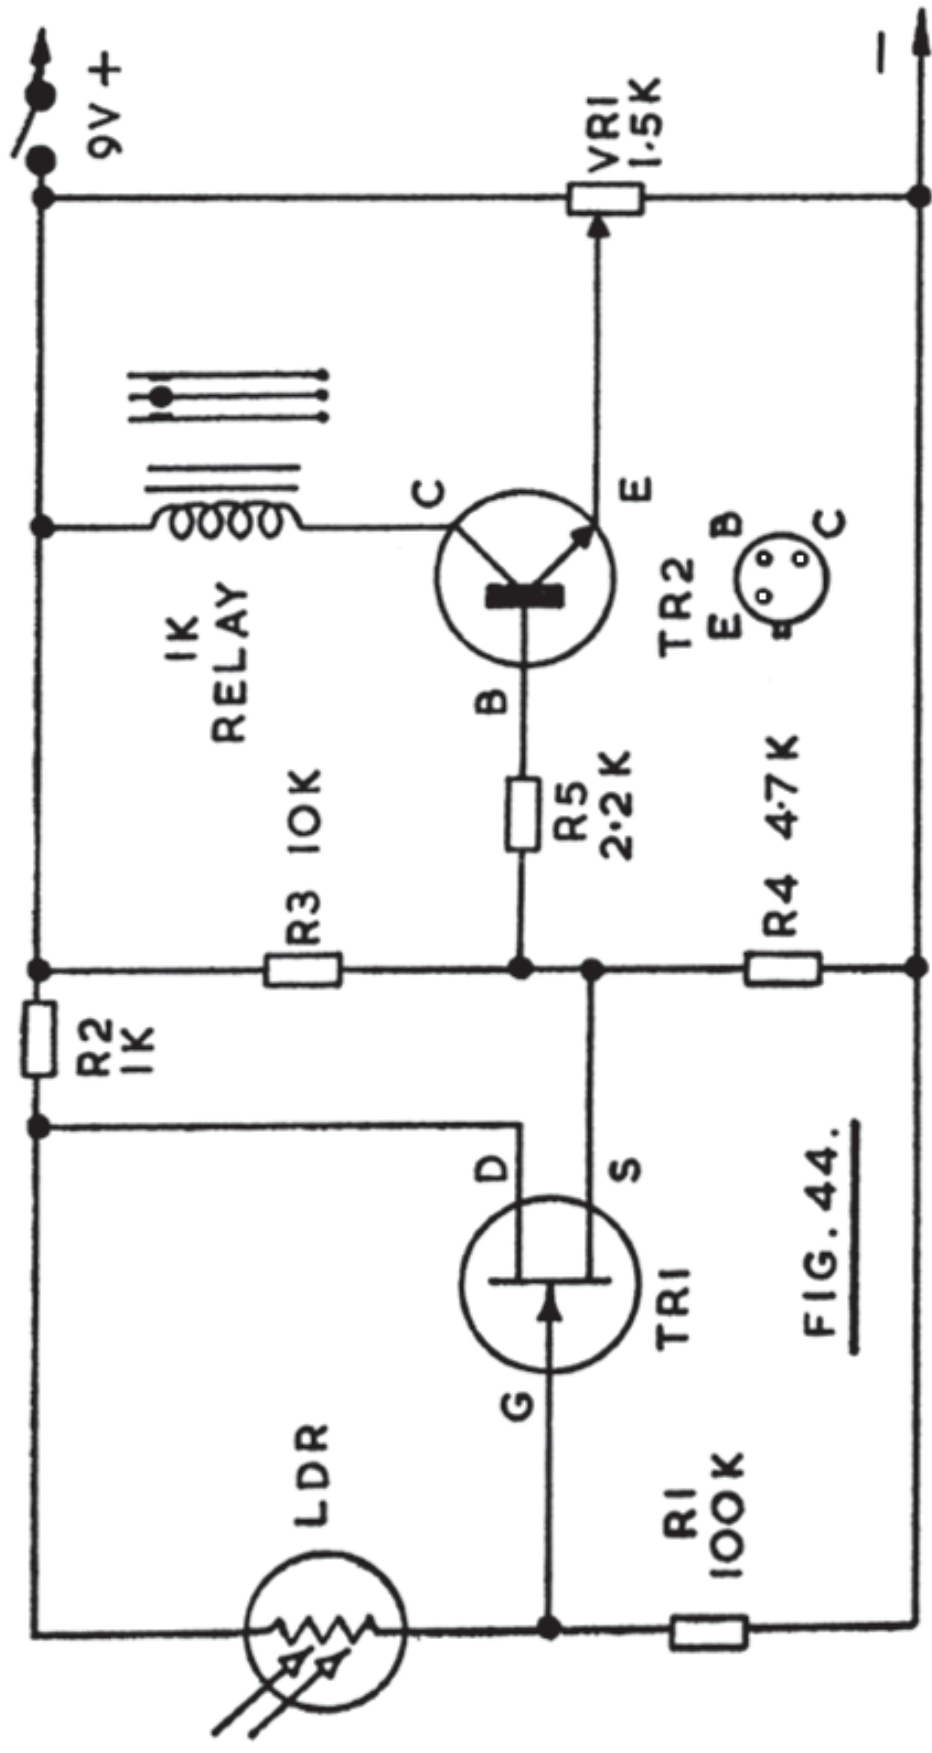 LDR
G
D
S
TR1
R1
100K
R2
1K
R3 10K
R5
2·2K
R4 4·7K
1K
RELAY
B
C
E
TR2
E
B
C
9V +
VR1
1·5K
–
FIG. 44.